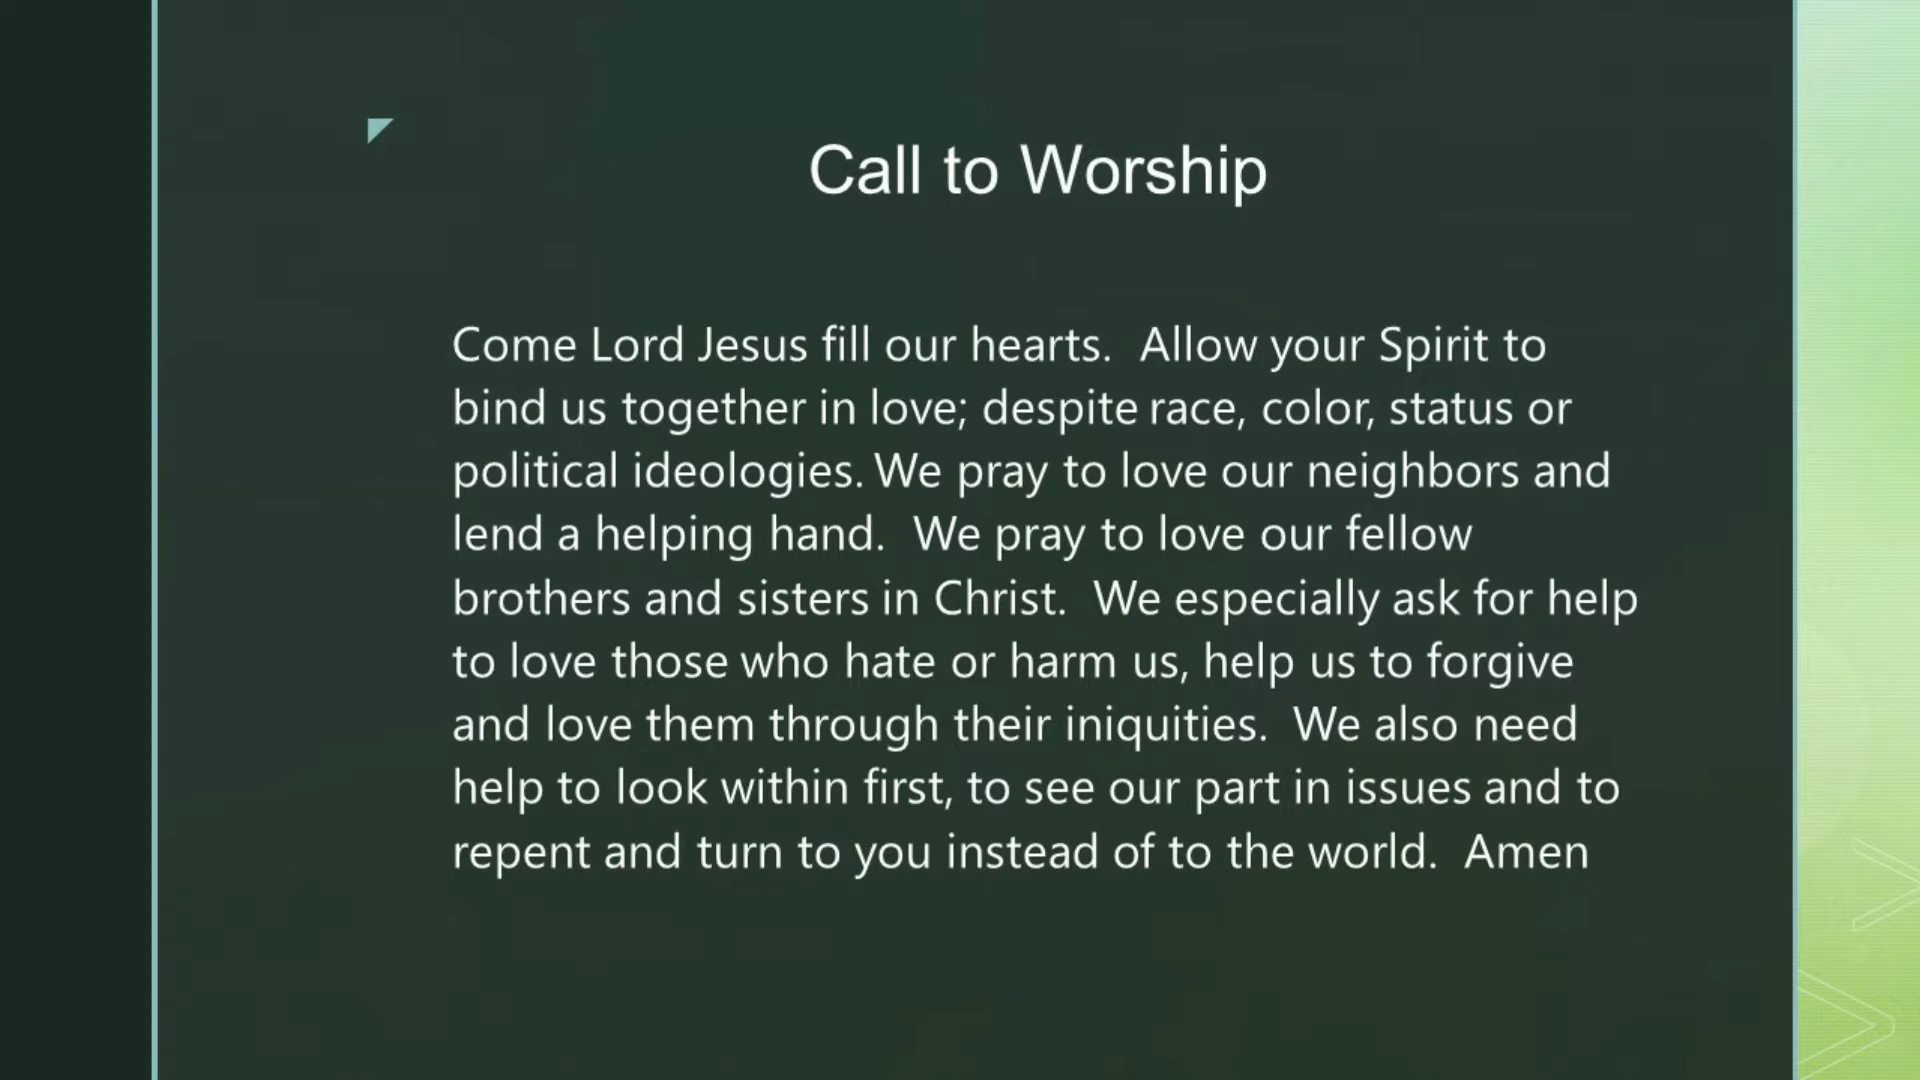 Call to Worship
Come Lord Jesus fill our hearts.  Allow your Spirit to
bind us together in love; despite race, color, status or
political ideologies. We pray to love our neighbors and
lend a helping hand.  We pray to love our fellow
brothers and sisters in Christ.  We especially ask for help
to love those who hate or harm us, help us to forgive
and love them through their iniquities.  We also need
help to look within first, to see our part in issues and to
repent and turn to you instead of to the world.  Amen